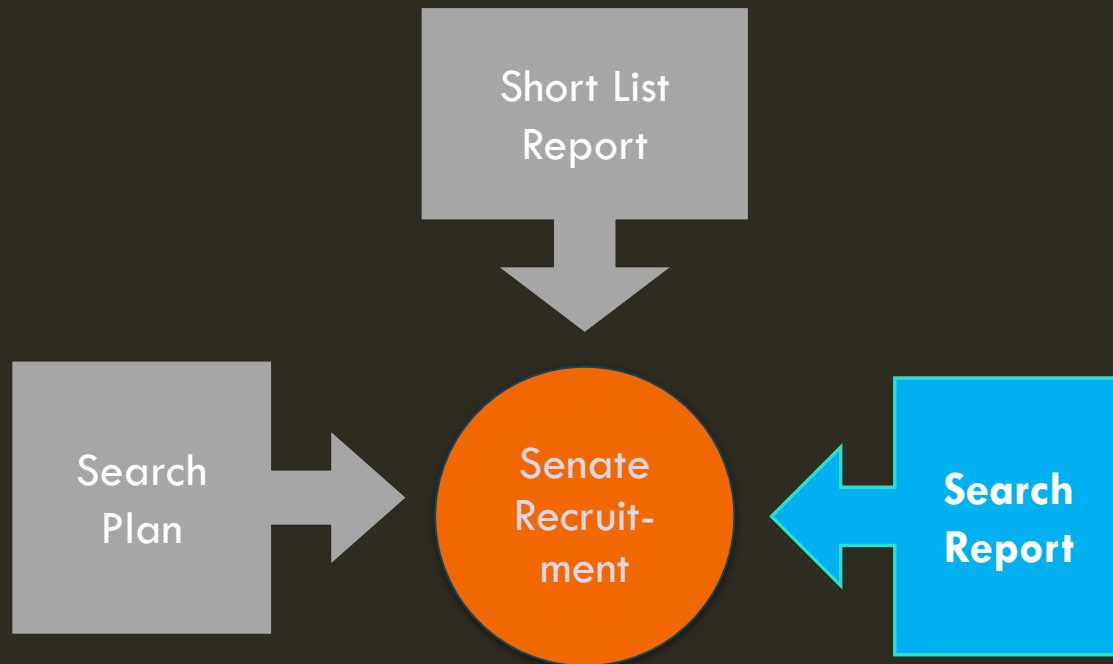 Short List
Report
Search
Plan
Senate
Recruit-
ment
Search
Report